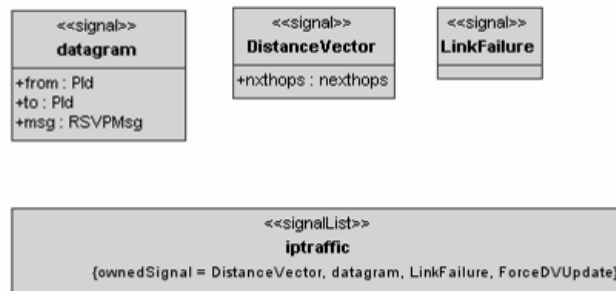 <<signal>>
datagram
+from : PId
+to : PId
+msg : RSVPMsg
<<signal>>
DistanceVector
+nxthops : nexthops
<<signal>>
LinkFailure
<<signalList>>
iptraffic
{ownedSignal = DistanceVector, datagram, LinkFailure, ForceDVUpdate}